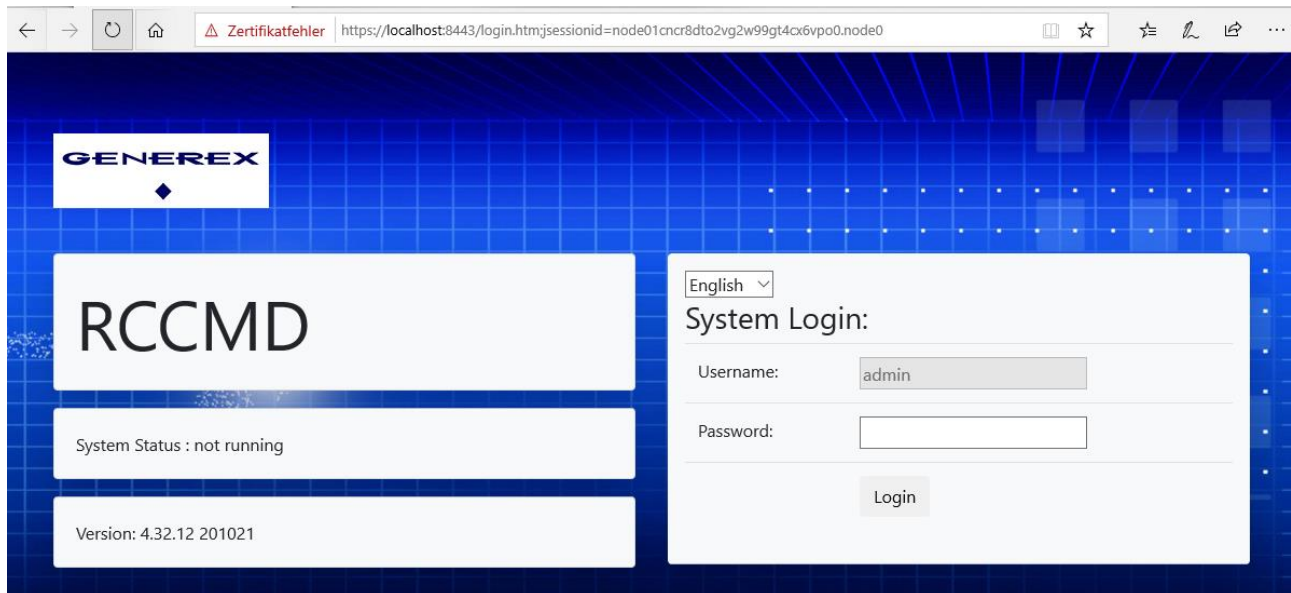 Zertifikatfehler https://localhost:8443/login.htm;jsessionid=node01cncr8dto2vg2w99gt4cx6vpo0.node0
GENEREX
RCCMD
System Status : not running
Version: 4.32.12 201021
English
System Login:
Username: admin
Password:
Login